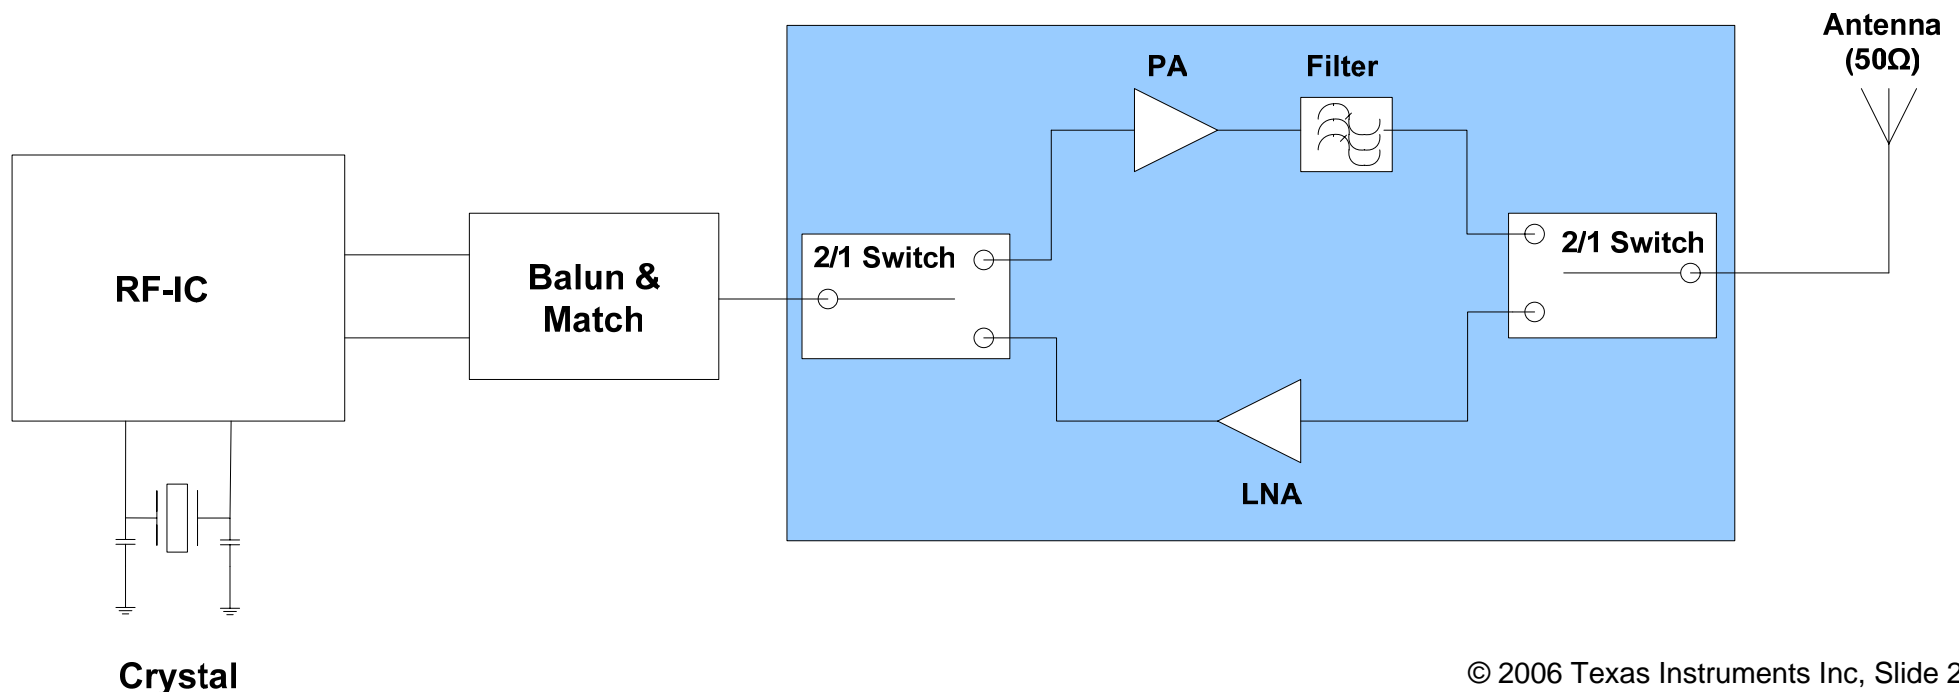 Antenna
(50Ω)
PA
Filter
2/1 Switch
2/1 Switch
RF-IC
Balun &
Match
LNA
Crystal
© 2006 Texas Instruments Inc, Slide 2